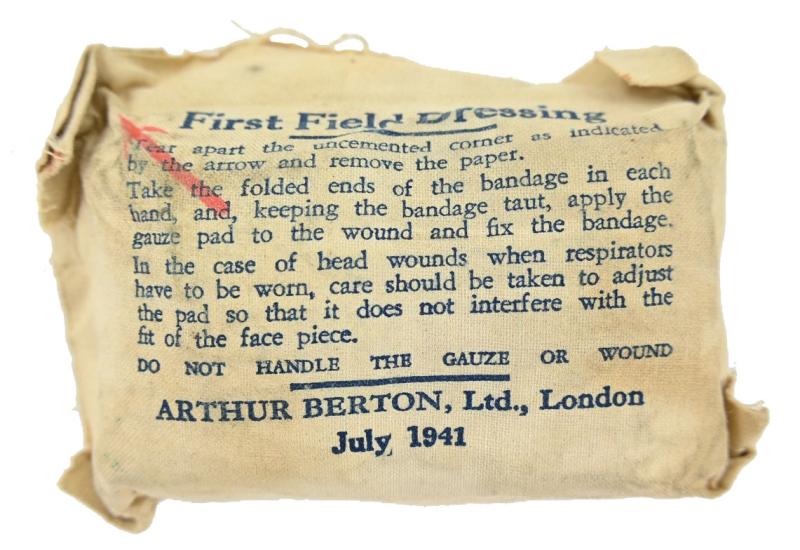 First Field Dressing
Tear apart the uncemented corner as indicated
by the arrow and remove the paper.
Take the folded ends of the bandage in each
hand, and, keeping the bandage taut, apply the
gauze pad to the wound and fix the bandage.
In the case of head wounds when respirators
have to be worn, care should be taken to adjust
the pad so that it does not interfere with the
fit of the face piece.
DO NOT HANDLE THE GAUZE OR WOUND
ARTHUR BERTON, Ltd., London
July 1941